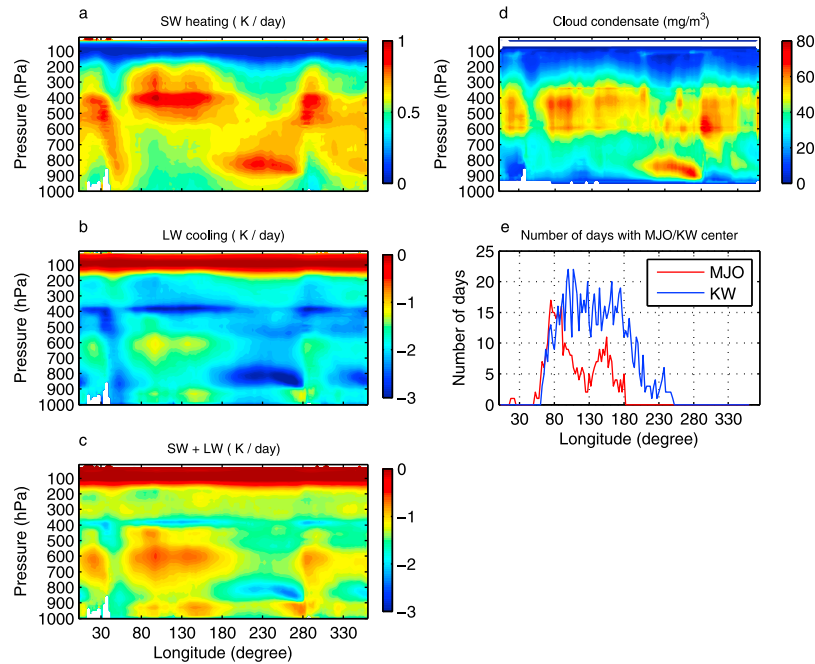 a
SW heating ( K / day)
Pressure (hPa)
100
200
300
400
500
600
700
800
900
1000
1
0.5
0
b
LW cooling ( K / day)
Pressure (hPa)
100
200
300
400
500
600
700
800
900
1000
0
−1
−2
−3
c
SW + LW ( K / day)
Pressure (hPa)
100
200
300
400
500
600
700
800
900
1000
30 80 130 180 230 280 330
Longitude (degree)
0
−1
−2
−3
d
Cloud condensate (mg/m³)
Pressure (hPa)
100
200
300
400
500
600
700
800
900
1000
80
60
40
20
0
e
Number of days with MJO/KW center
Number of days
25
20
15
10
5
0
MJO
KW
30 80 130 180 230 280 330
Longitude (degree)